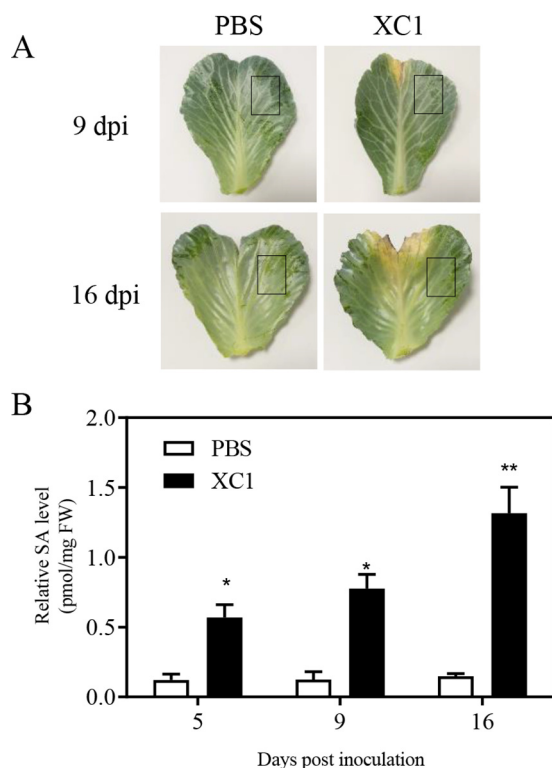 PBS XC1
A
9 dpi
16 dpi
B
2.0
1.5
1.0
0.5
0.0
Relative SA level
(pmol/mg FW)
PBS
XC1
*
*
**
5 9 16
Days post inoculation